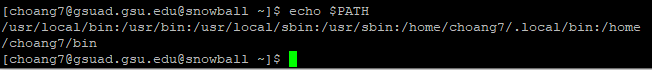 [choang7@gsuad.gsu.edu@snowball ~]$ echo $PATH
/usr/local/bin:/usr/bin:/usr/local/sbin:/usr/sbin:/home/choang7/.local/bin:/home
/choang7/bin
[choang7@gsuad.gsu.edu@snowball ~]$